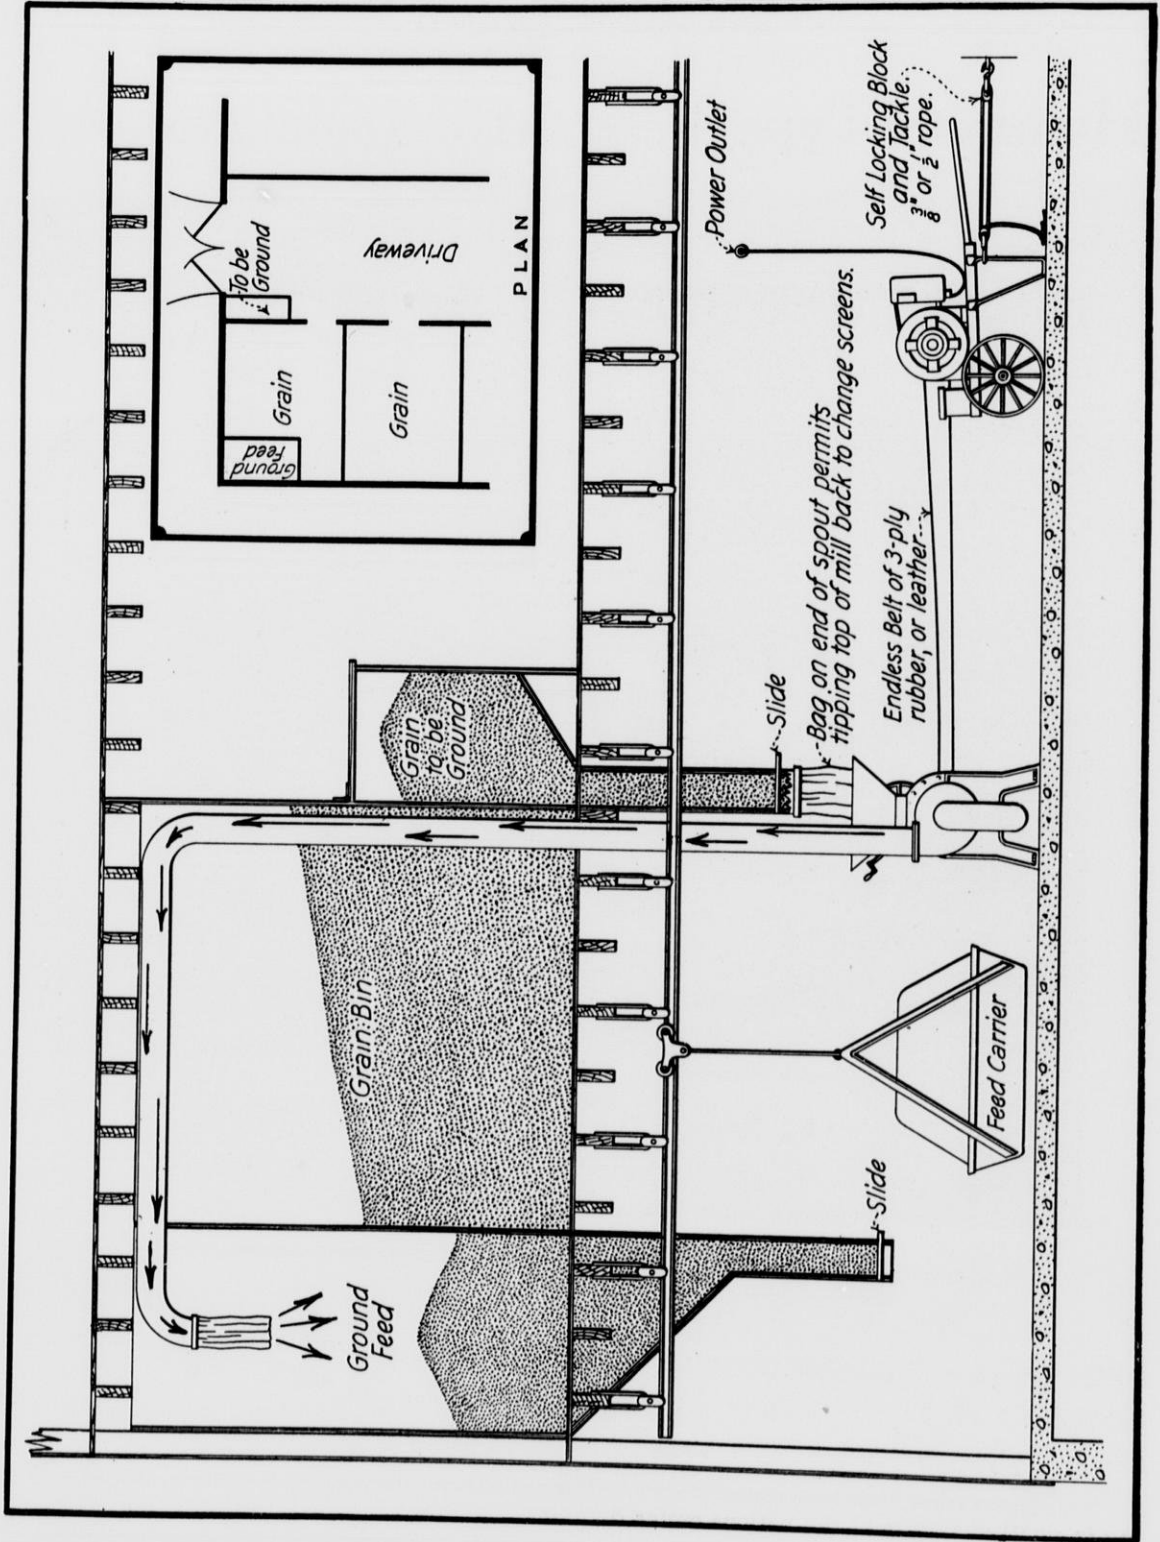 To be
Ground
Driveway
Grain
Grain
Ground
Feed
PLAN
Grain
to be
Ground
Grain Bin
Ground
Feed
Power Outlet
Self Locking Block
and Tackle.
3/8" or 1/2" rope.
Slide
Bag on end of spout permits
tipping top of mill back to change screens.
Endless Belt of 3-ply
rubber, or leather
Feed Carrier
Slide